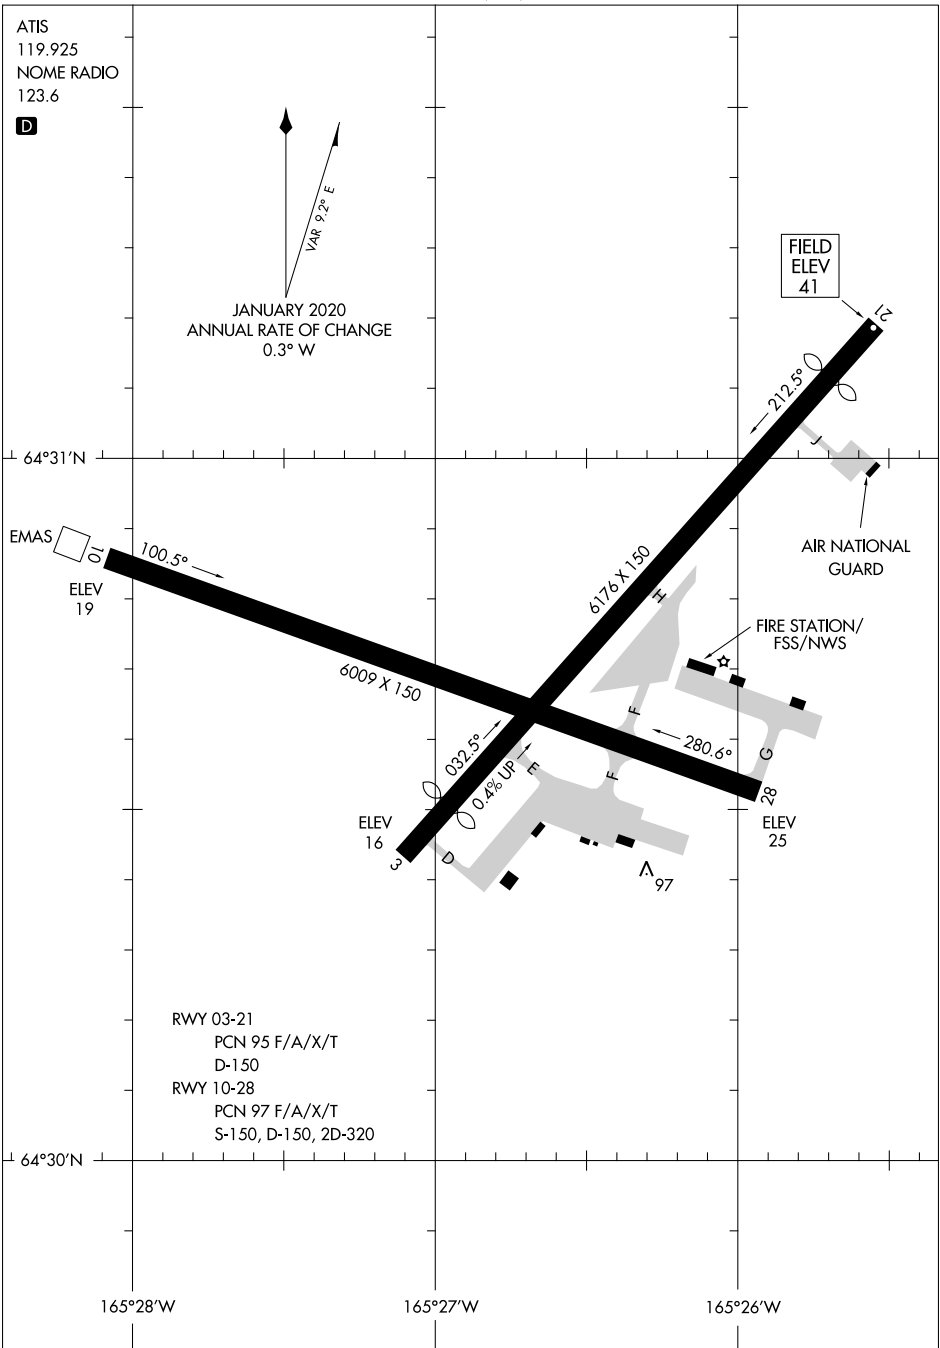 ATIS
119.925
NOME RADIO
123.6
D
VAR 9.2° E
JANUARY 2020
ANNUAL RATE OF CHANGE
0.3° W
FIELD
ELEV
41
21
212.5°
J
64°31'N
EMAS
10
100.5°
ELEV
19
AIR NATIONAL
GUARD
6176 X 150
H
FIRE STATION/
FSS/NWS
6009 X 150
F
032.5°
280.6°
G
0.4% UP
E
F
28
ELEV
25
ELEV
16
3
D
97
RWY 03-21
PCN 95 F/A/X/T
D-150
RWY 10-28
PCN 97 F/A/X/T
S-150, D-150, 2D-320
64°30'N
165°28'W
165°27'W
165°26'W